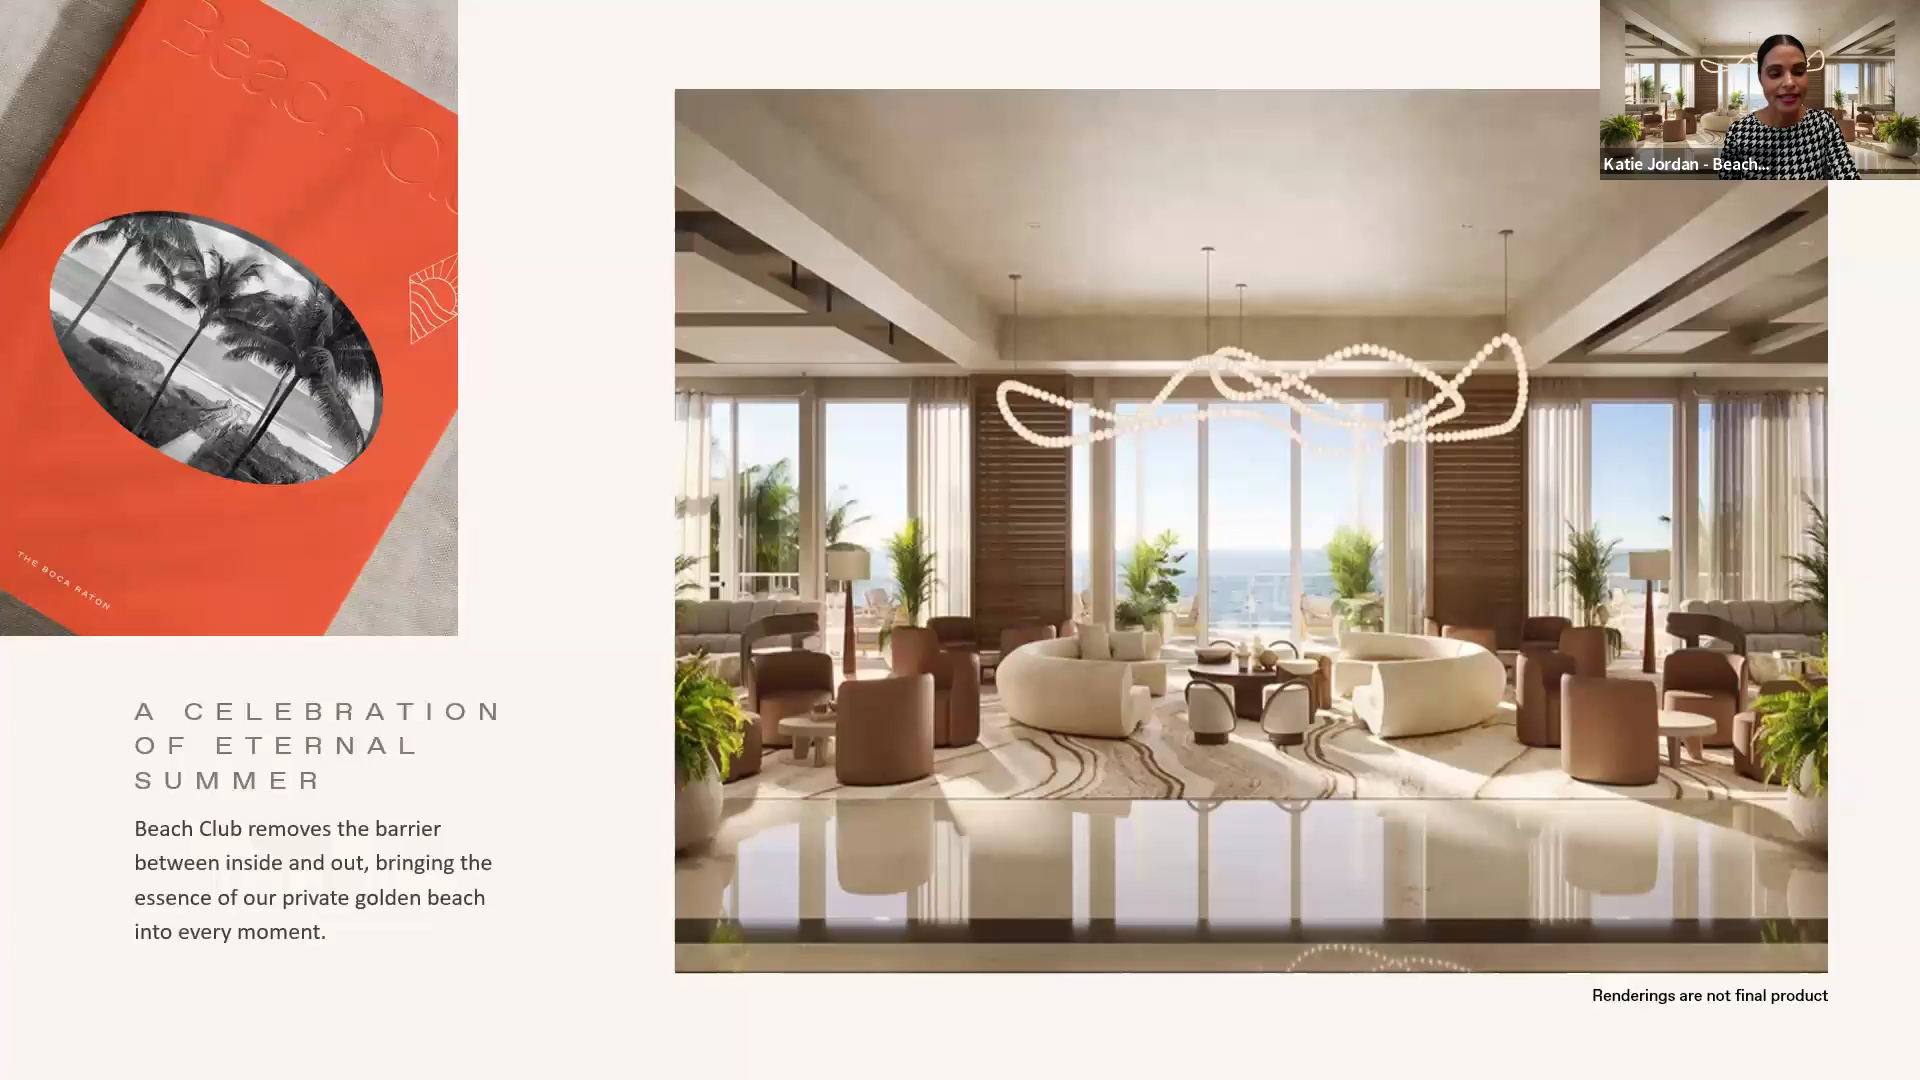 Beach
THE BOCA RATON
Katie Jordan - Beach...
A CELEBRATION
OF ETERNAL
SUMMER
Beach Club removes the barrier
between inside and out, bringing the
essence of our private golden beach
into every moment.
Renderings are not final product